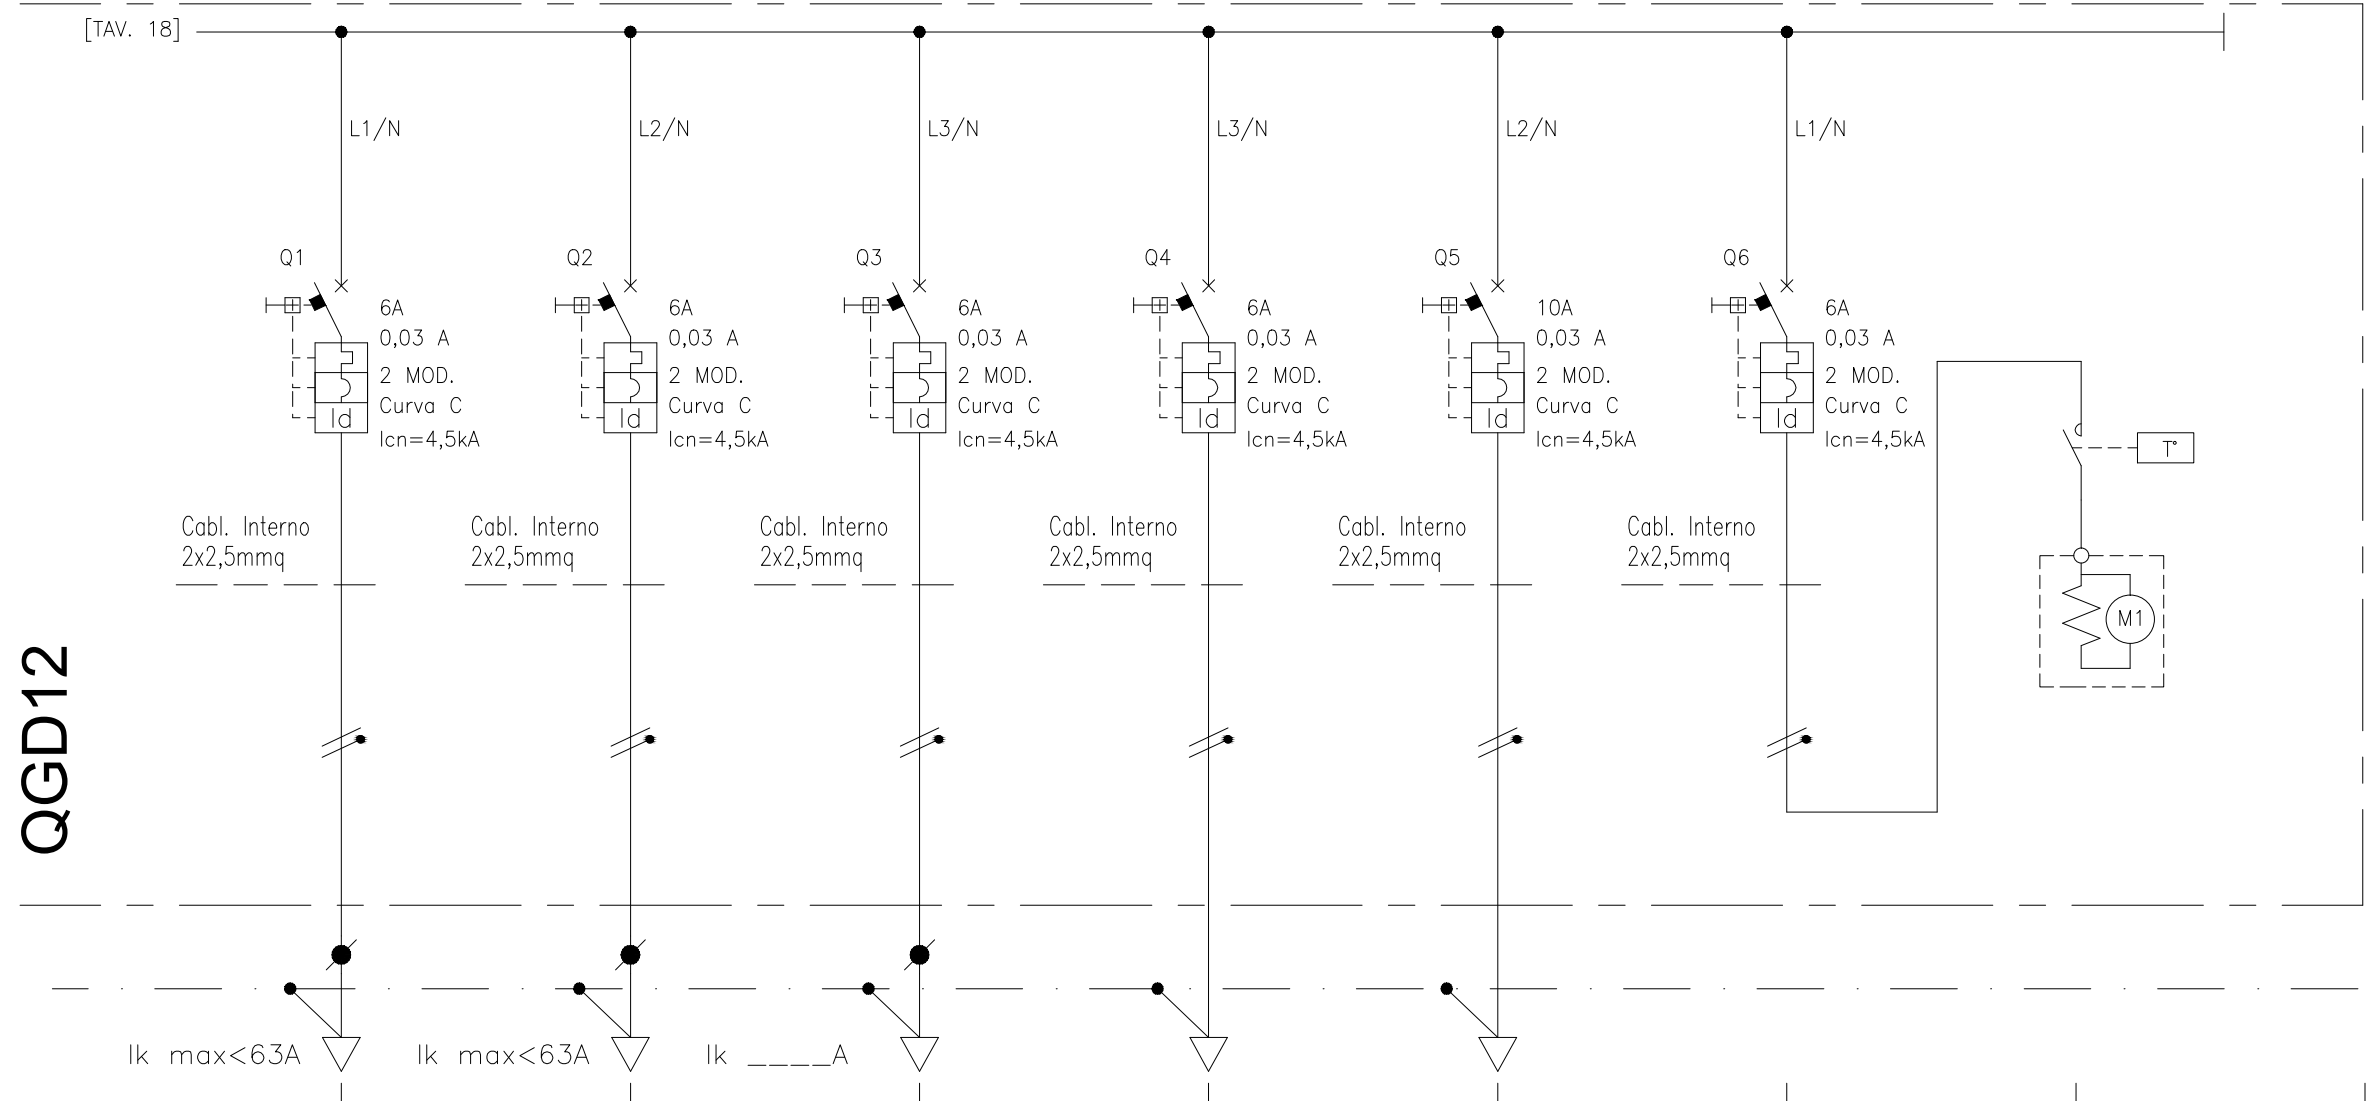 [TAV. 18]
L1/N
L2/N
L3/N
L3/N
L2/N
L1/N
Q1
6A
0,03 A
2 MOD.
Curva C
Id
Icn=4,5kA
Q2
6A
0,03 A
2 MOD.
Curva C
Id
Icn=4,5kA
Q3
6A
0,03 A
2 MOD.
Curva C
Id
Icn=4,5kA
Q4
6A
0,03 A
2 MOD.
Curva C
Id
Icn=4,5kA
Q5
10A
0,03 A
2 MOD.
Curva C
Id
Icn=4,5kA
Q6
6A
0,03 A
2 MOD.
Curva C
Id
Icn=4,5kA
T°
Cabl. Interno
2x2,5mmq
Cabl. Interno
2x2,5mmq
Cabl. Interno
2x2,5mmq
Cabl. Interno
2x2,5mmq
Cabl. Interno
2x2,5mmq
Cabl. Interno
2x2,5mmq
M1
QGD12
Ik max<63A
Ik max<63A
Ik ____A